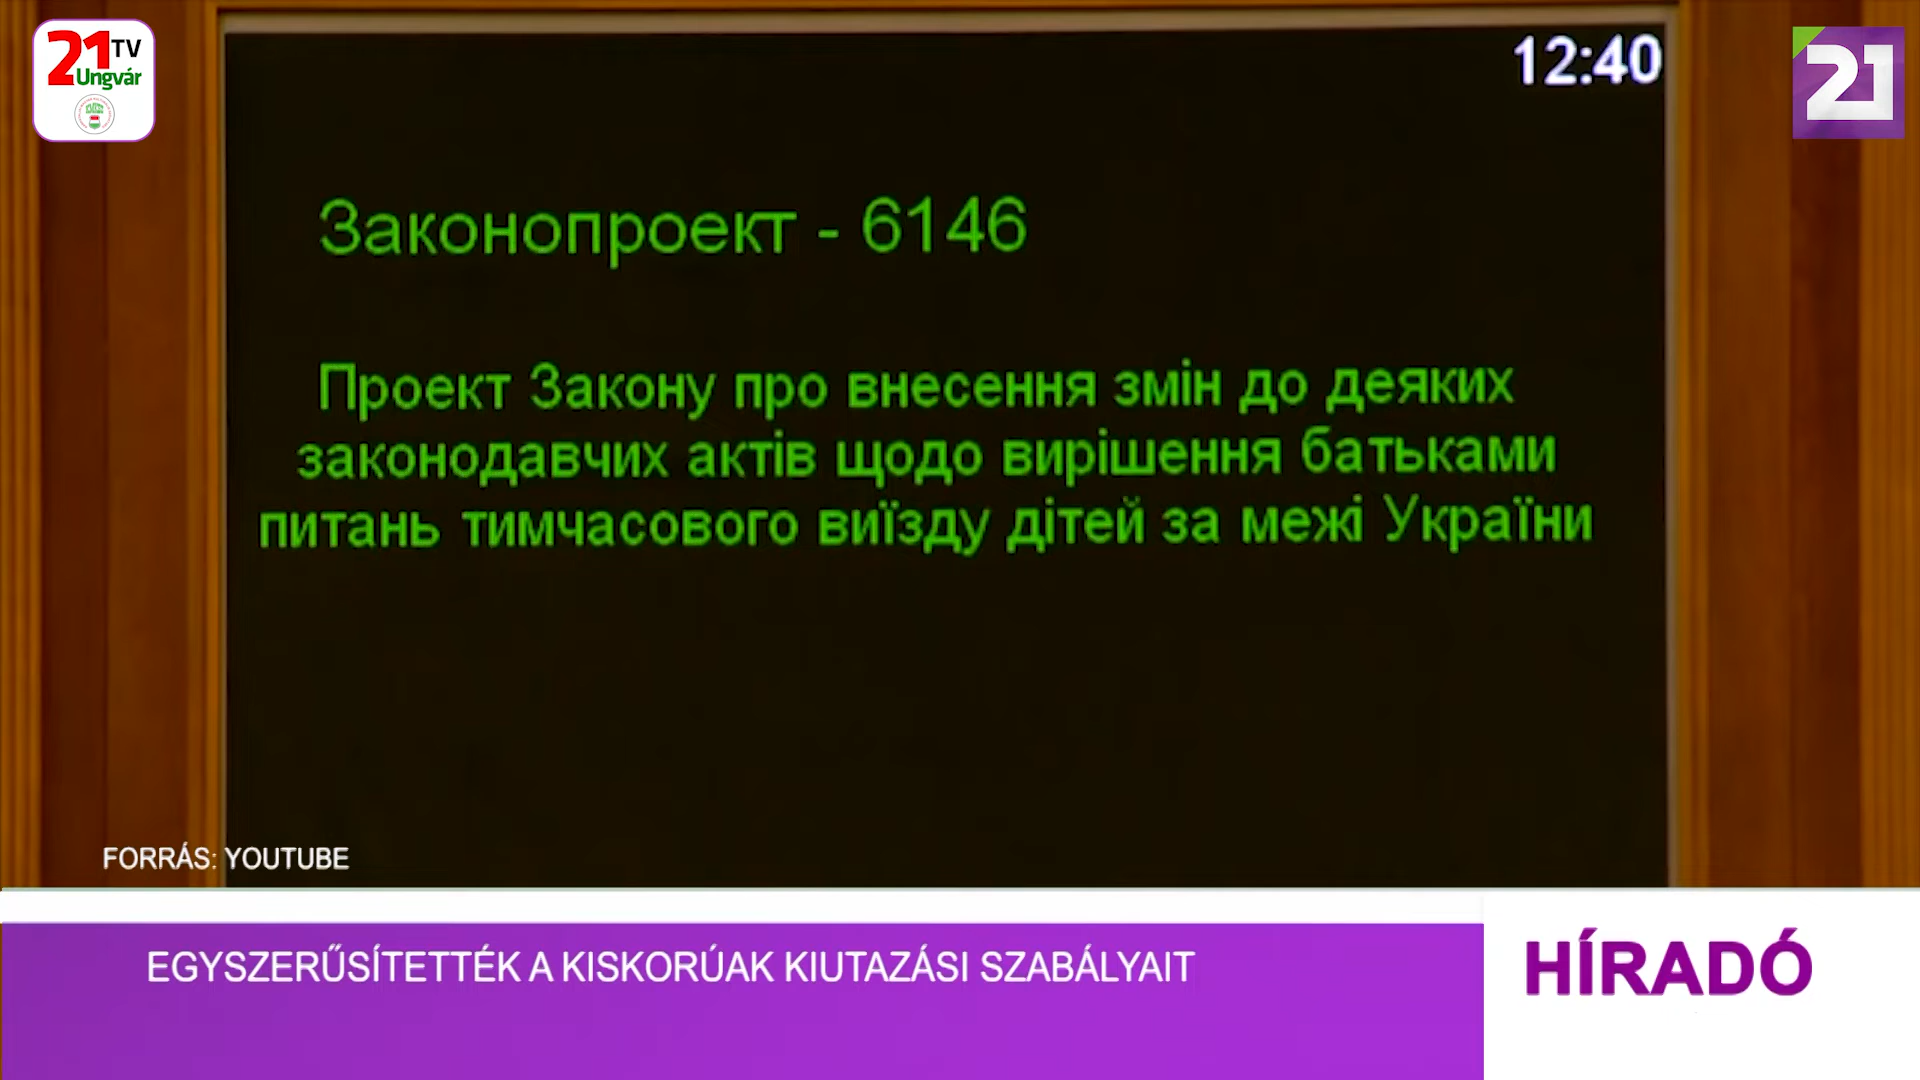 21TV
Ungvár
12:40
21
Законопроект - 6146
Проект Закону про внесення змін до деяких
законодавчих актів щодо вирішення батьками
питань тимчасового виїзду дітей за межі України
FORRÁS: YOUTUBE
EGYSZERŰSÍTETTÉK A KISKORÚAK KIUTAZÁSI SZABÁLYAIT
HÍRADÓ